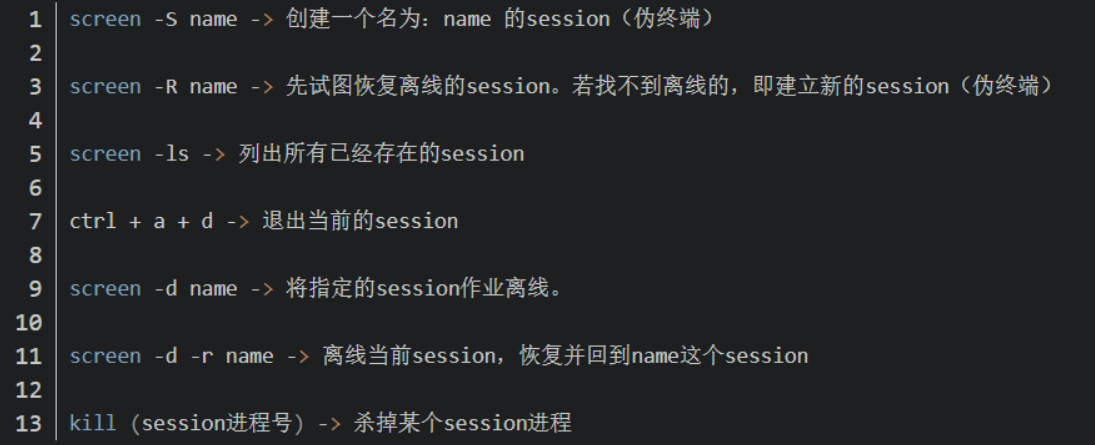 1 screen -S name -> 创建一个名为：name 的session（伪终端）
2
3 screen -R name -> 先试图恢复离线的session。若找不到离线的，即建立新的session（伪终端）
4
5 screen -ls -> 列出所有已经存在的session
6
7 ctrl + a + d -> 退出当前的session
8
9 screen -d name -> 将指定的session作业离线。
10
11 screen -d -r name -> 离线当前session，恢复并回到name这个session
12
13 kill (session进程号) -> 杀掉某个session进程